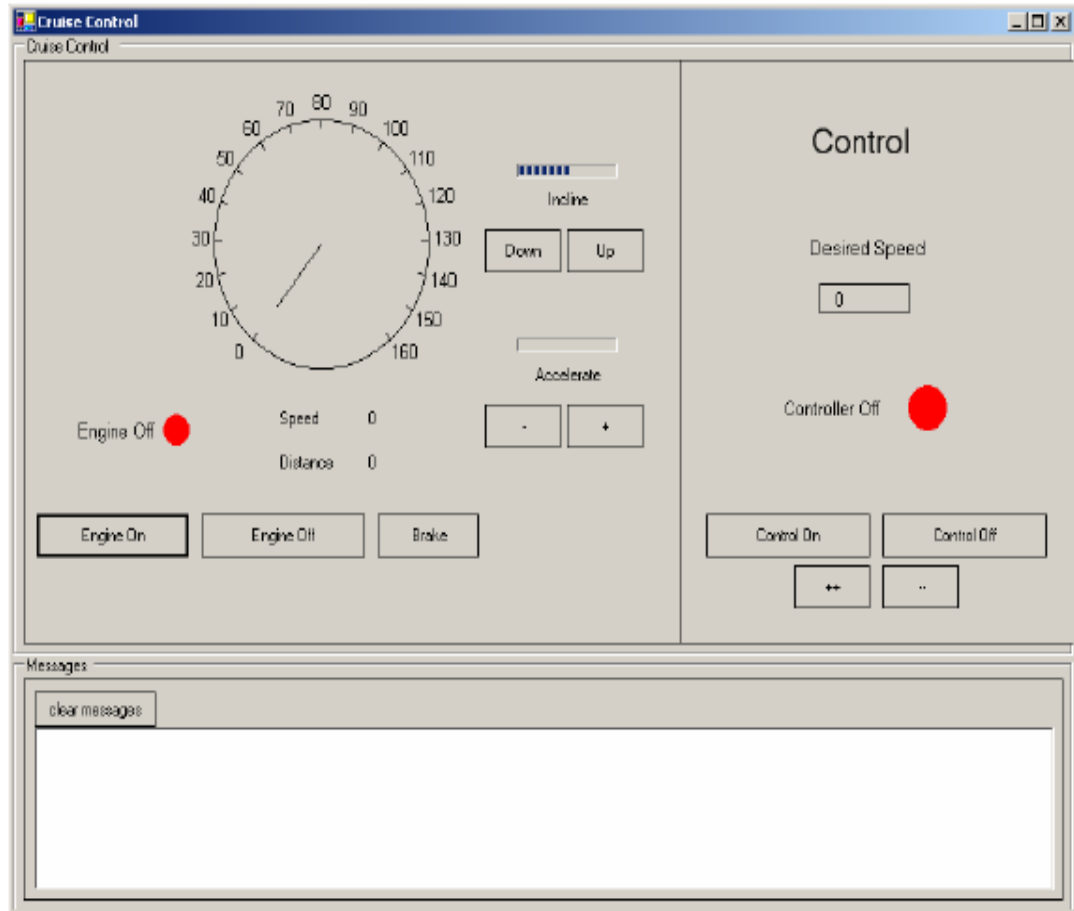 Cruise Control
Cruise Control
0
10
20
30
40
50
60
70
80
90
100
110
120
130
140
150
160
Incline
Down
Up
Accelerate
-
+
Engine Off
Speed 0
Distance 0
Engine On
Engine Off
Brake
Control
Desired Speed
0
Controller Off
Control On
Control Off
++
--
Messages
clear messages